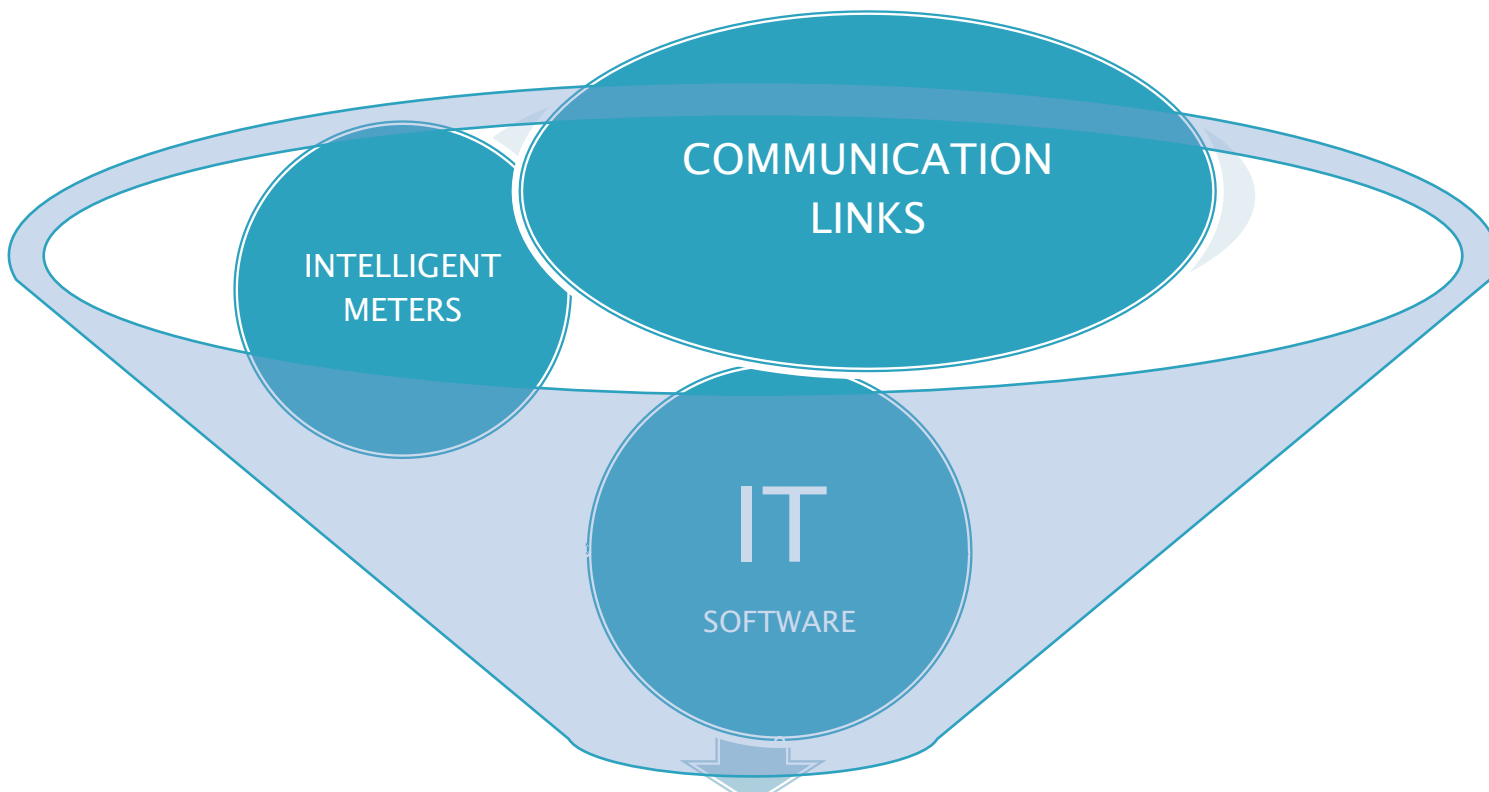 COMMUNICATION
LINKS
INTELLIGENT
METERS
IT
SOFTWARE